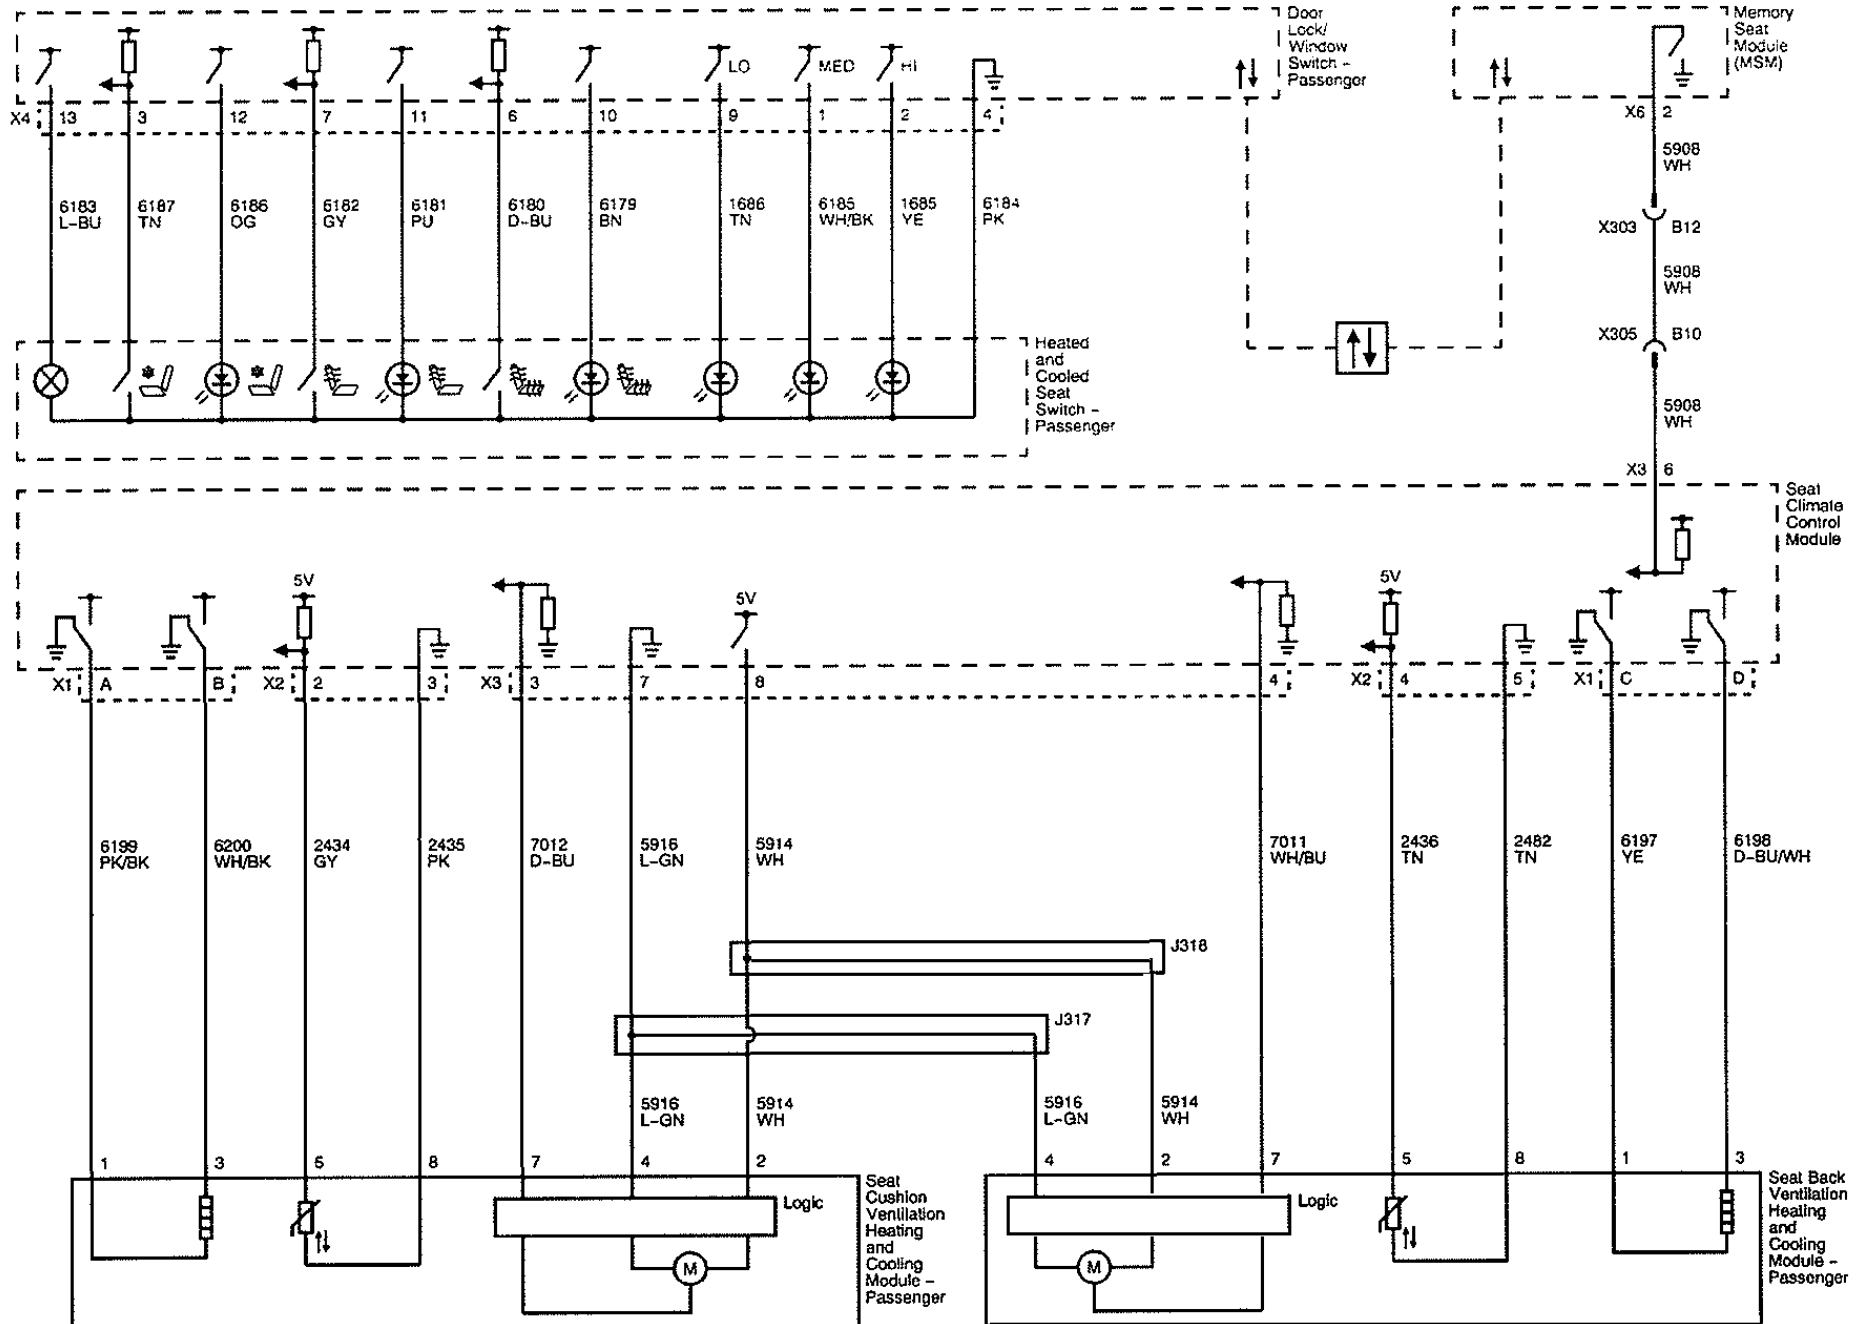 Door
Lock/
Window
Switch –
Passenger
Memory
Seat
Module
(MSM)
LO
MED
HI
X4 13 3 12 7 11 6 10 9 1 2 4
X6 2
6183
L-BU
6187
TN
6186
OG
6182
GY
6181
PU
6180
D-BU
6179
BN
1686
TN
6185
WH/BK
1685
YE
6184
PK
5908
WH
X303 B12
5908
WH
X305 B10
5908
WH
X3 6
Heated
and
Cooled
Seat
Switch –
Passenger
Seat
Climate
Control
Module
5V
5V
5V
X1 A B X2 2 3 X3 3 7 8 4 X2 4 5 X1 C D
6199
PK/BK
6200
WH/BK
2434
GY
2435
PK
7012
D-BU
5916
L-GN
5914
WH
7011
WH/BU
2436
TN
2482
TN
6197
YE
6198
D-BU/WH
J318
J317
5916
L-GN
5914
WH
5916
L-GN
5914
WH
1 3 5 8 7 4 2 4 2 7 5 8 1 3
Logic
M
Seat
Cushion
Ventilation
Heating
and
Cooling
Module –
Passenger
Logic
M
Seat Back
Ventilation
Heating
and
Cooling
Module –
Passenger